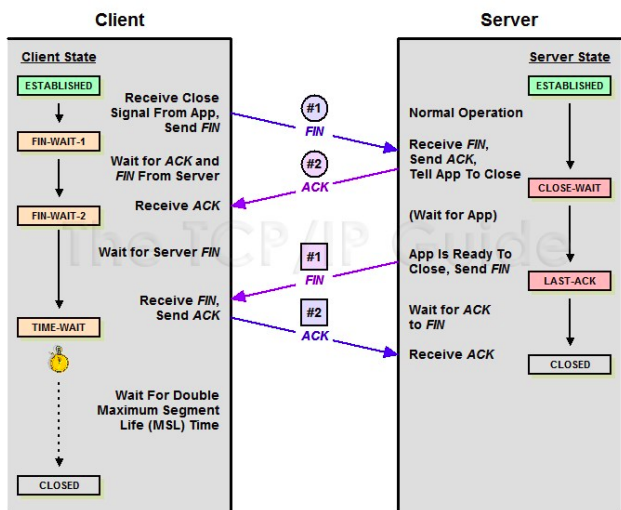 Client
Server
Client State
Server State
ESTABLISHED
ESTABLISHED
Receive Close
Signal From App,
Send FIN
#1
FIN
Normal Operation
FIN-WAIT-1
Receive FIN,
Send ACK,
Tell App To Close
Wait for ACK and
FIN From Server
#2
ACK
CLOSE-WAIT
Receive ACK
FIN-WAIT-2
(Wait for App)
The TCP/IP Guide
Wait for Server FIN
#1
FIN
App Is Ready To
Close, Send FIN
LAST-ACK
Receive FIN,
Send ACK
#2
ACK
Wait for ACK
to FIN
TIME-WAIT
Receive ACK
CLOSED
Wait For Double
Maximum Segment
Life (MSL) Time
CLOSED